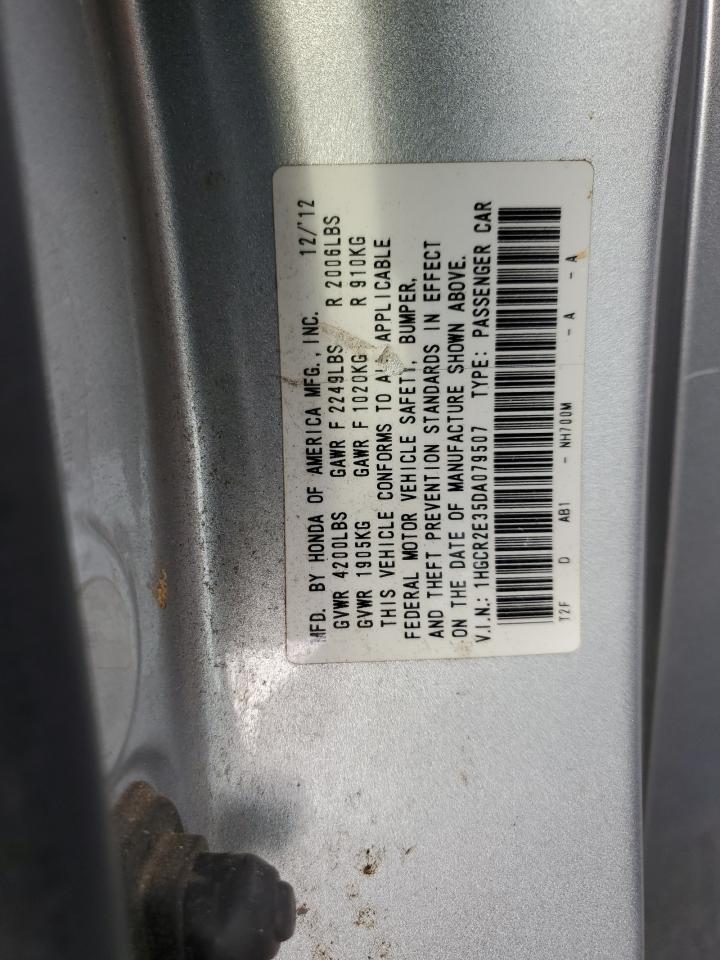 MFD. BY HONDA OF AMERICA MFG., INC. 12/'12
GVWR 4200LBS GAWR F 2249LBS R 2006LBS
GVWR 1905KG GAWR F 1020KG R 910KG
THIS VEHICLE CONFORMS TO ALL APPLICABLE
FEDERAL MOTOR VEHICLE SAFETY, BUMPER,
AND THEFT PREVENTION STANDARDS IN EFFECT
ON THE DATE OF MANUFACTURE SHOWN ABOVE.
V.I.N.: 1HGCR2E35DA079507 TYPE: PASSENGER CAR
T2F D AB1 - NH700M - A - A